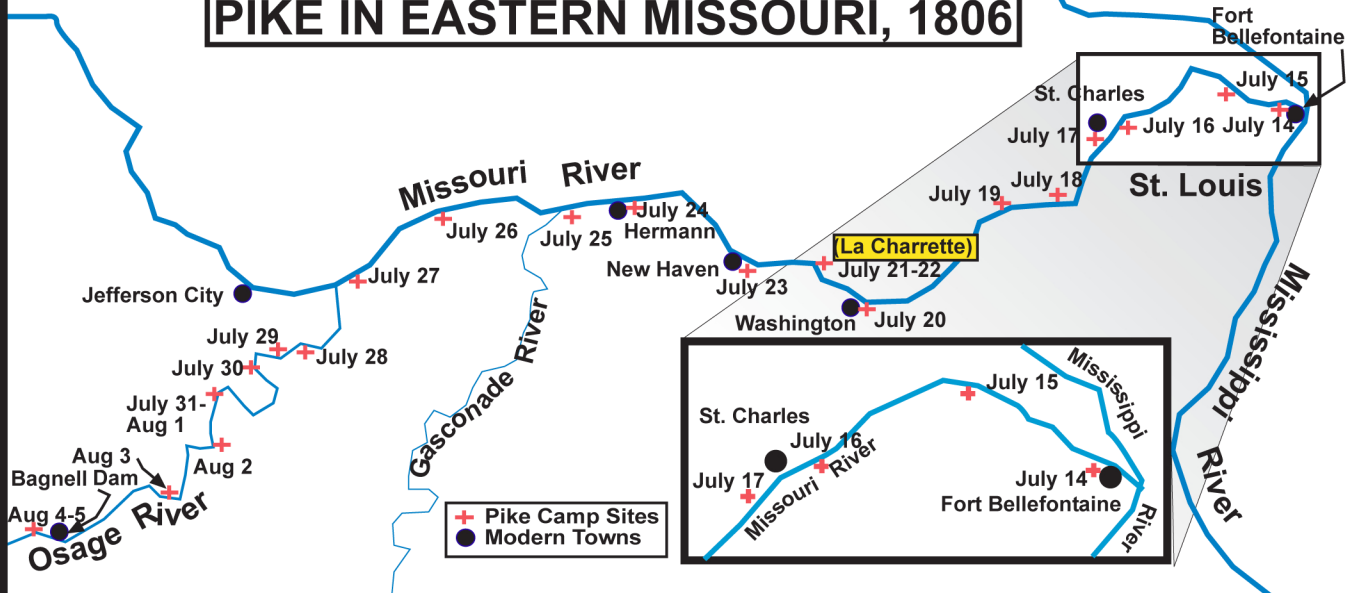 PIKE IN EASTERN MISSOURI, 1806
Fort
Bellefontaine
July 15
St. Charles
July 17
July 16
July 14
St. Louis
July 19
July 18
Missouri River
July 24
Hermann
July 26
July 25
(La Charrette)
July 21-22
New Haven
July 23
July 27
Jefferson City
Washington
July 20
July 29
July 28
July 30
July 31-
Aug 1
Aug 2
Aug 3
Bagnell Dam
Aug 4-5
Osage River
Gasconade River
Mississippi River
Pike Camp Sites
Modern Towns
Mississippi River
July 15
St. Charles
July 16
July 17
Missouri River
July 14
Fort Bellefontaine